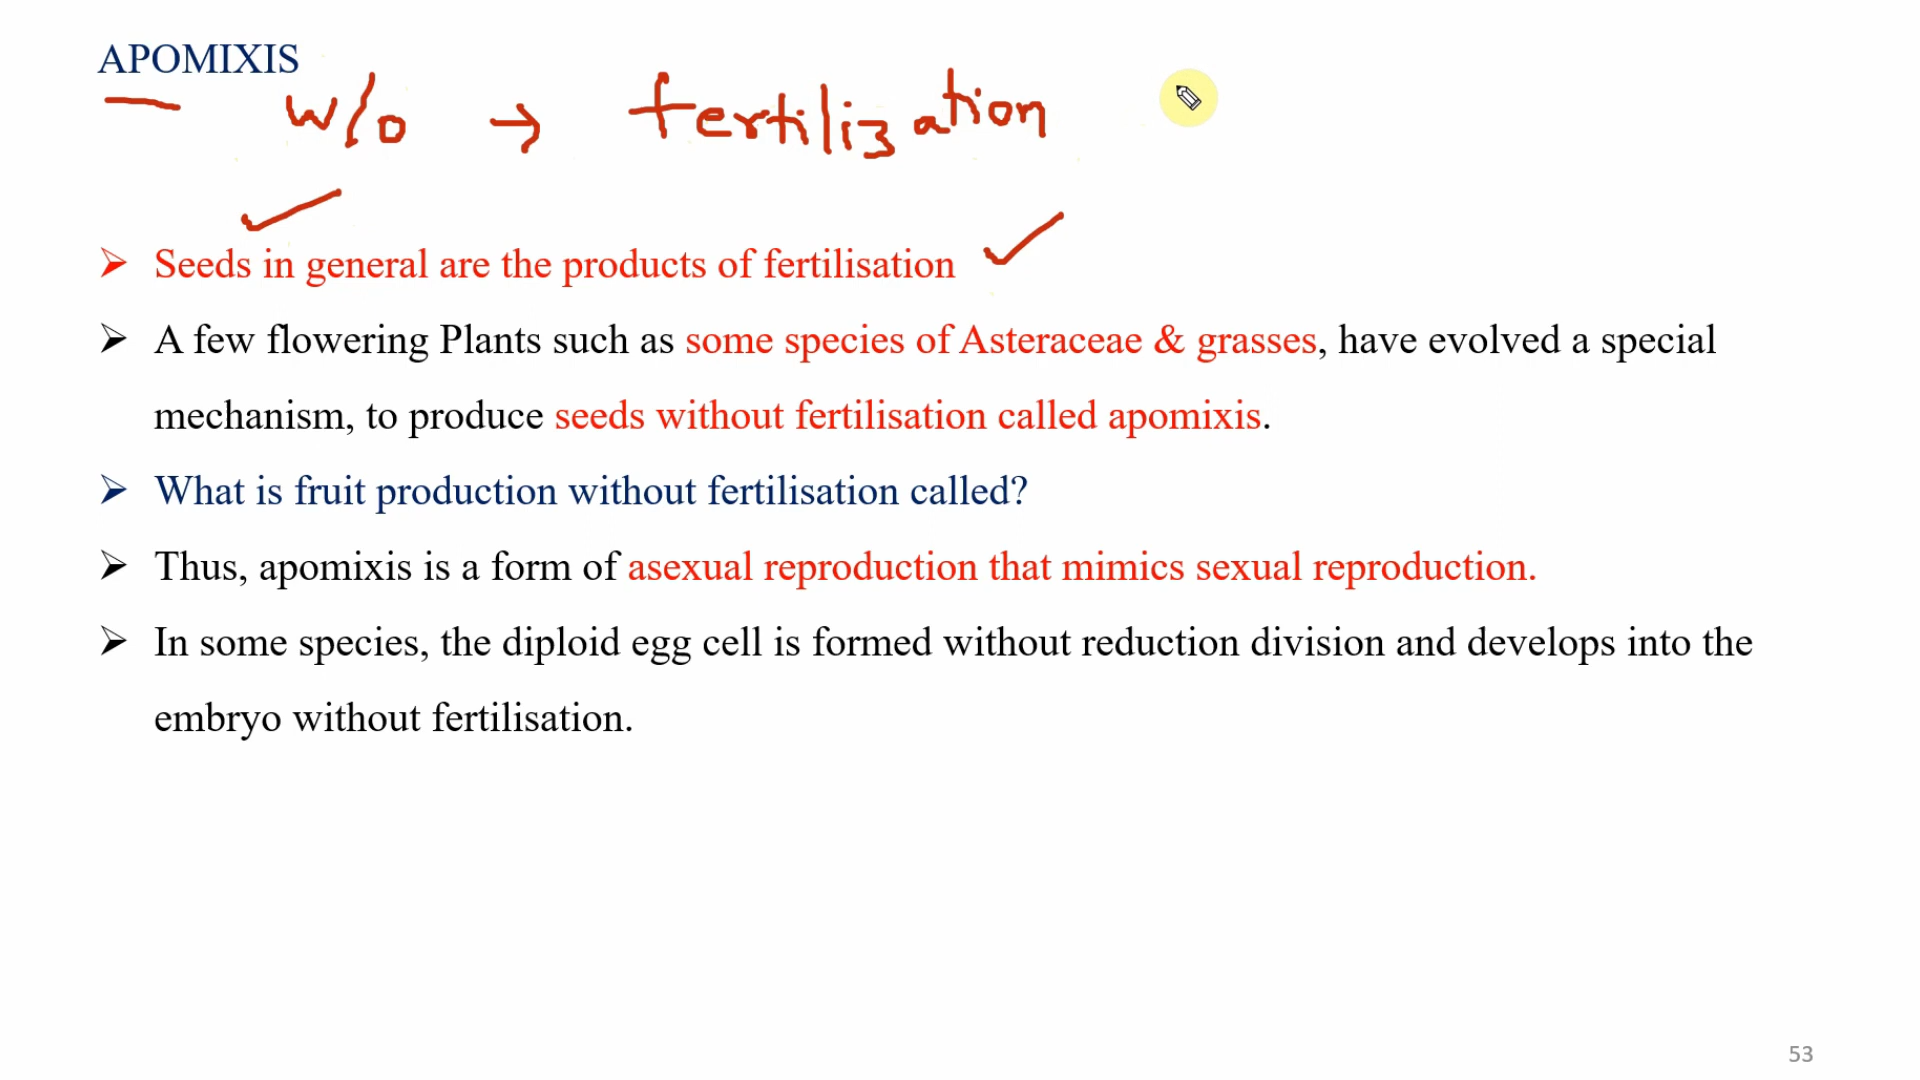 APOMIXIS
w/o → fertilization
➢ Seeds in general are the products of fertilisation
➢ A few flowering Plants such as some species of Asteraceae & grasses, have evolved a special
mechanism, to produce seeds without fertilisation called apomixis.
➢ What is fruit production without fertilisation called?
➢ Thus, apomixis is a form of asexual reproduction that mimics sexual reproduction.
➢ In some species, the diploid egg cell is formed without reduction division and develops into the
embryo without fertilisation.
53